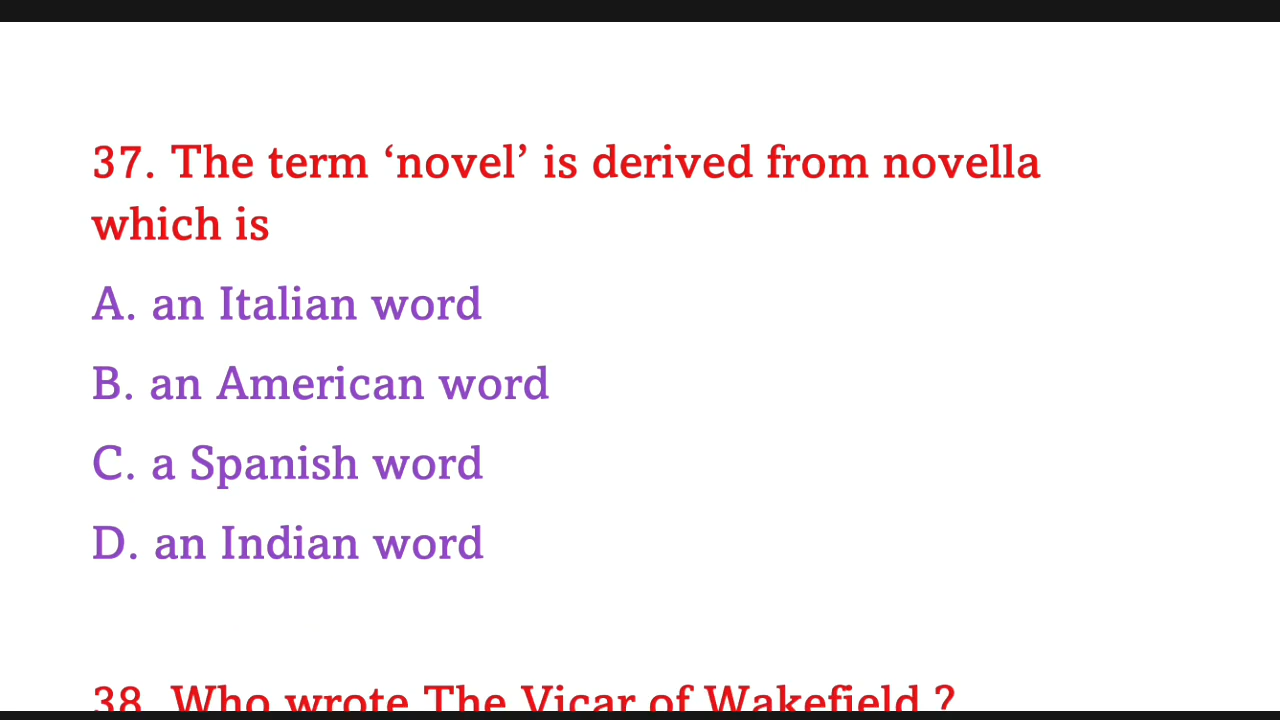 37. The term ‘novel’ is derived from novella
which is
A. an Italian word
B. an American word
C. a Spanish word
D. an Indian word
38. Who wrote The Vicar of Wakefield ?